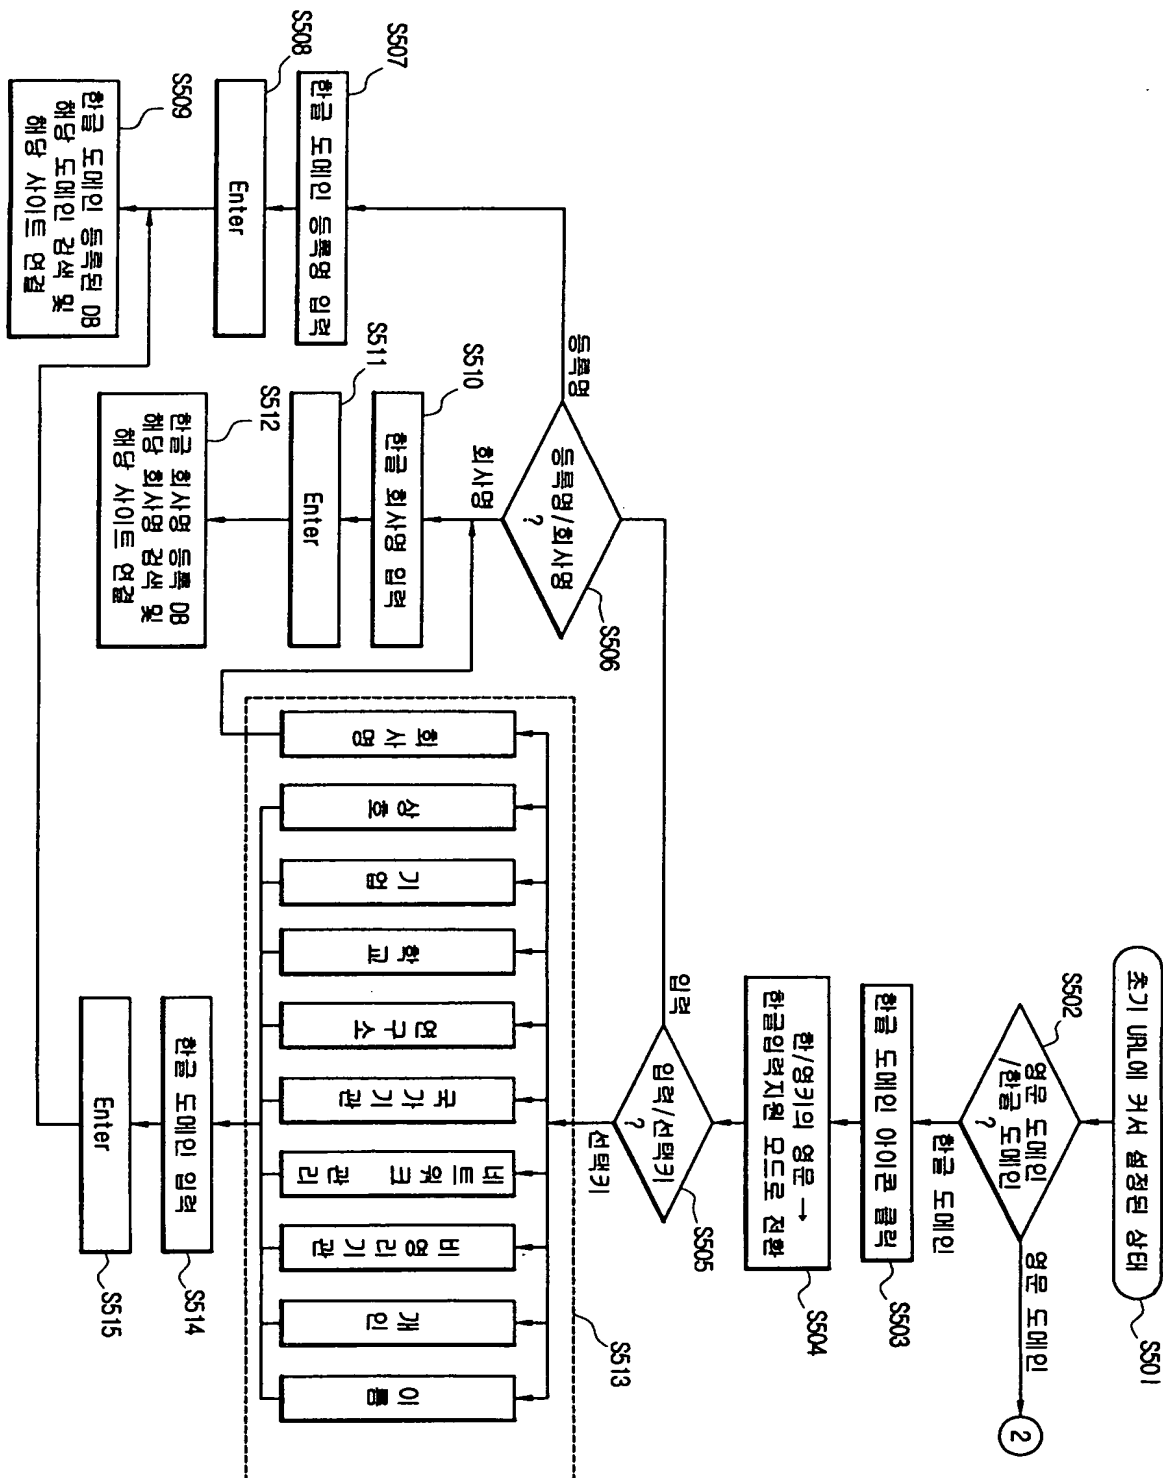 초기 URL에 커서 설정된 상태
S501
S502
영문 도메인
/한글 도메인
?
영문 도메인
2
한글 도메인
한글 도메인 아이콘 클릭
S503
한/영키의 영문 →
한글입력지원 모드로 전환
S504
입력
입력/선택키
?
S505
선택키
등록명
등록명/회사명
?
S506
회사명
S507
한글 도메인 등록명 입력
S508
Enter
S509
한글 도메인 등록된 DB
해당 도메인 검색 및
해당 사이트 연결
S510
한글 회사명 입력
S511
Enter
S512
한글 회사명 등록 DB
해당 회사명 검색 및
해당 사이트 연결
회사명
상호
기업
학교
연구소
국가기관
네트워크 관리
비영리기관
개인
이름
S513
한글 도메인 입력
S514
Enter
S515